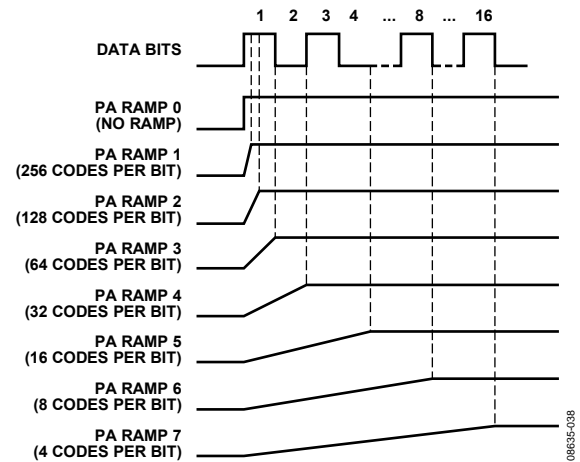 1 2 3 4 ... 8 ... 16
DATA BITS
PA RAMP 0
(NO RAMP)
PA RAMP 1
(256 CODES PER BIT)
PA RAMP 2
(128 CODES PER BIT)
PA RAMP 3
(64 CODES PER BIT)
PA RAMP 4
(32 CODES PER BIT)
PA RAMP 5
(16 CODES PER BIT)
PA RAMP 6
(8 CODES PER BIT)
PA RAMP 7
(4 CODES PER BIT)
08635-038